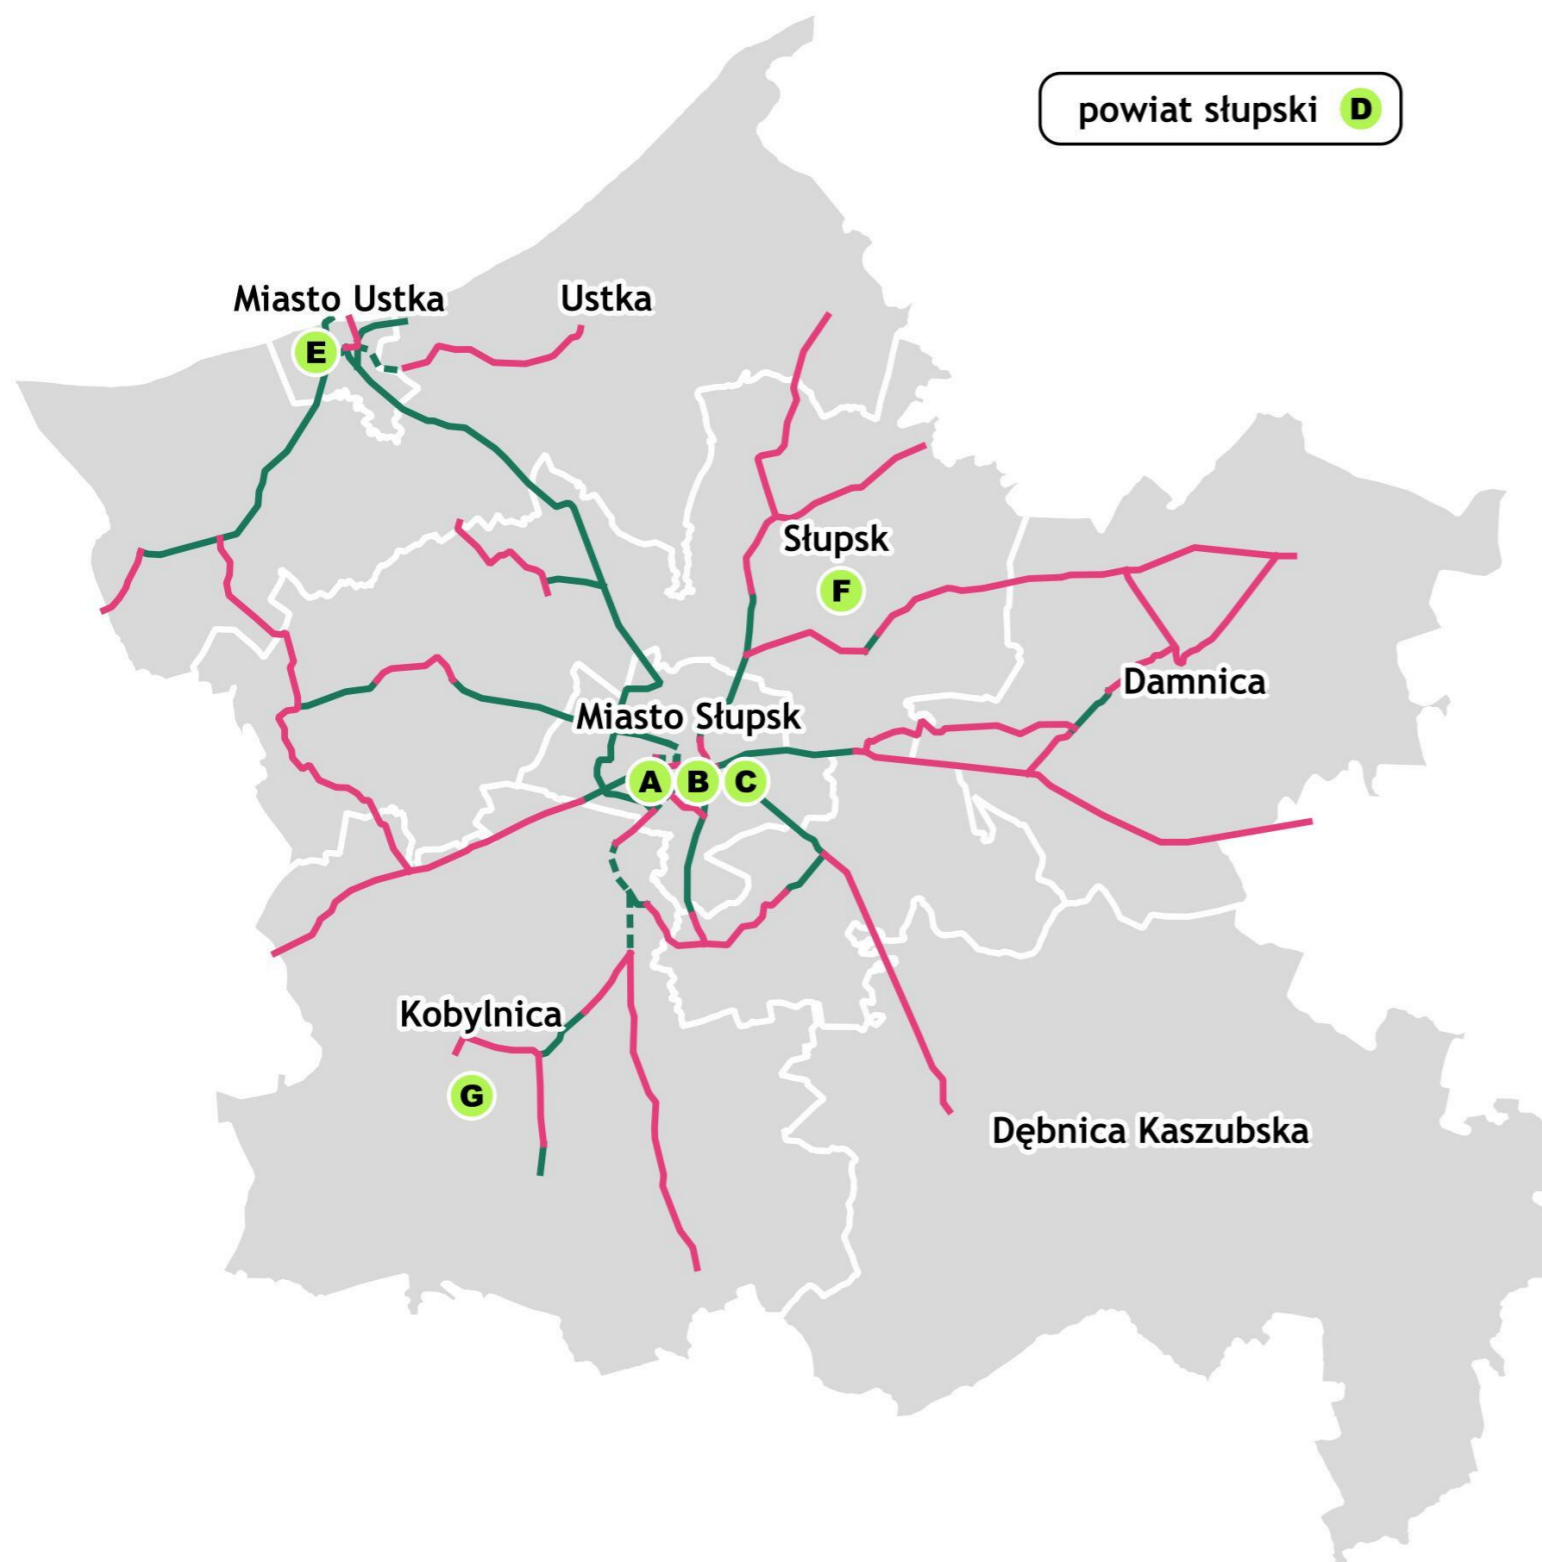 powiat słupski D
Miasto Ustka
Ustka
E
Słupsk
F
Damnica
Miasto Słupsk
A B C
Kobylnica
G
Dębnica Kaszubska